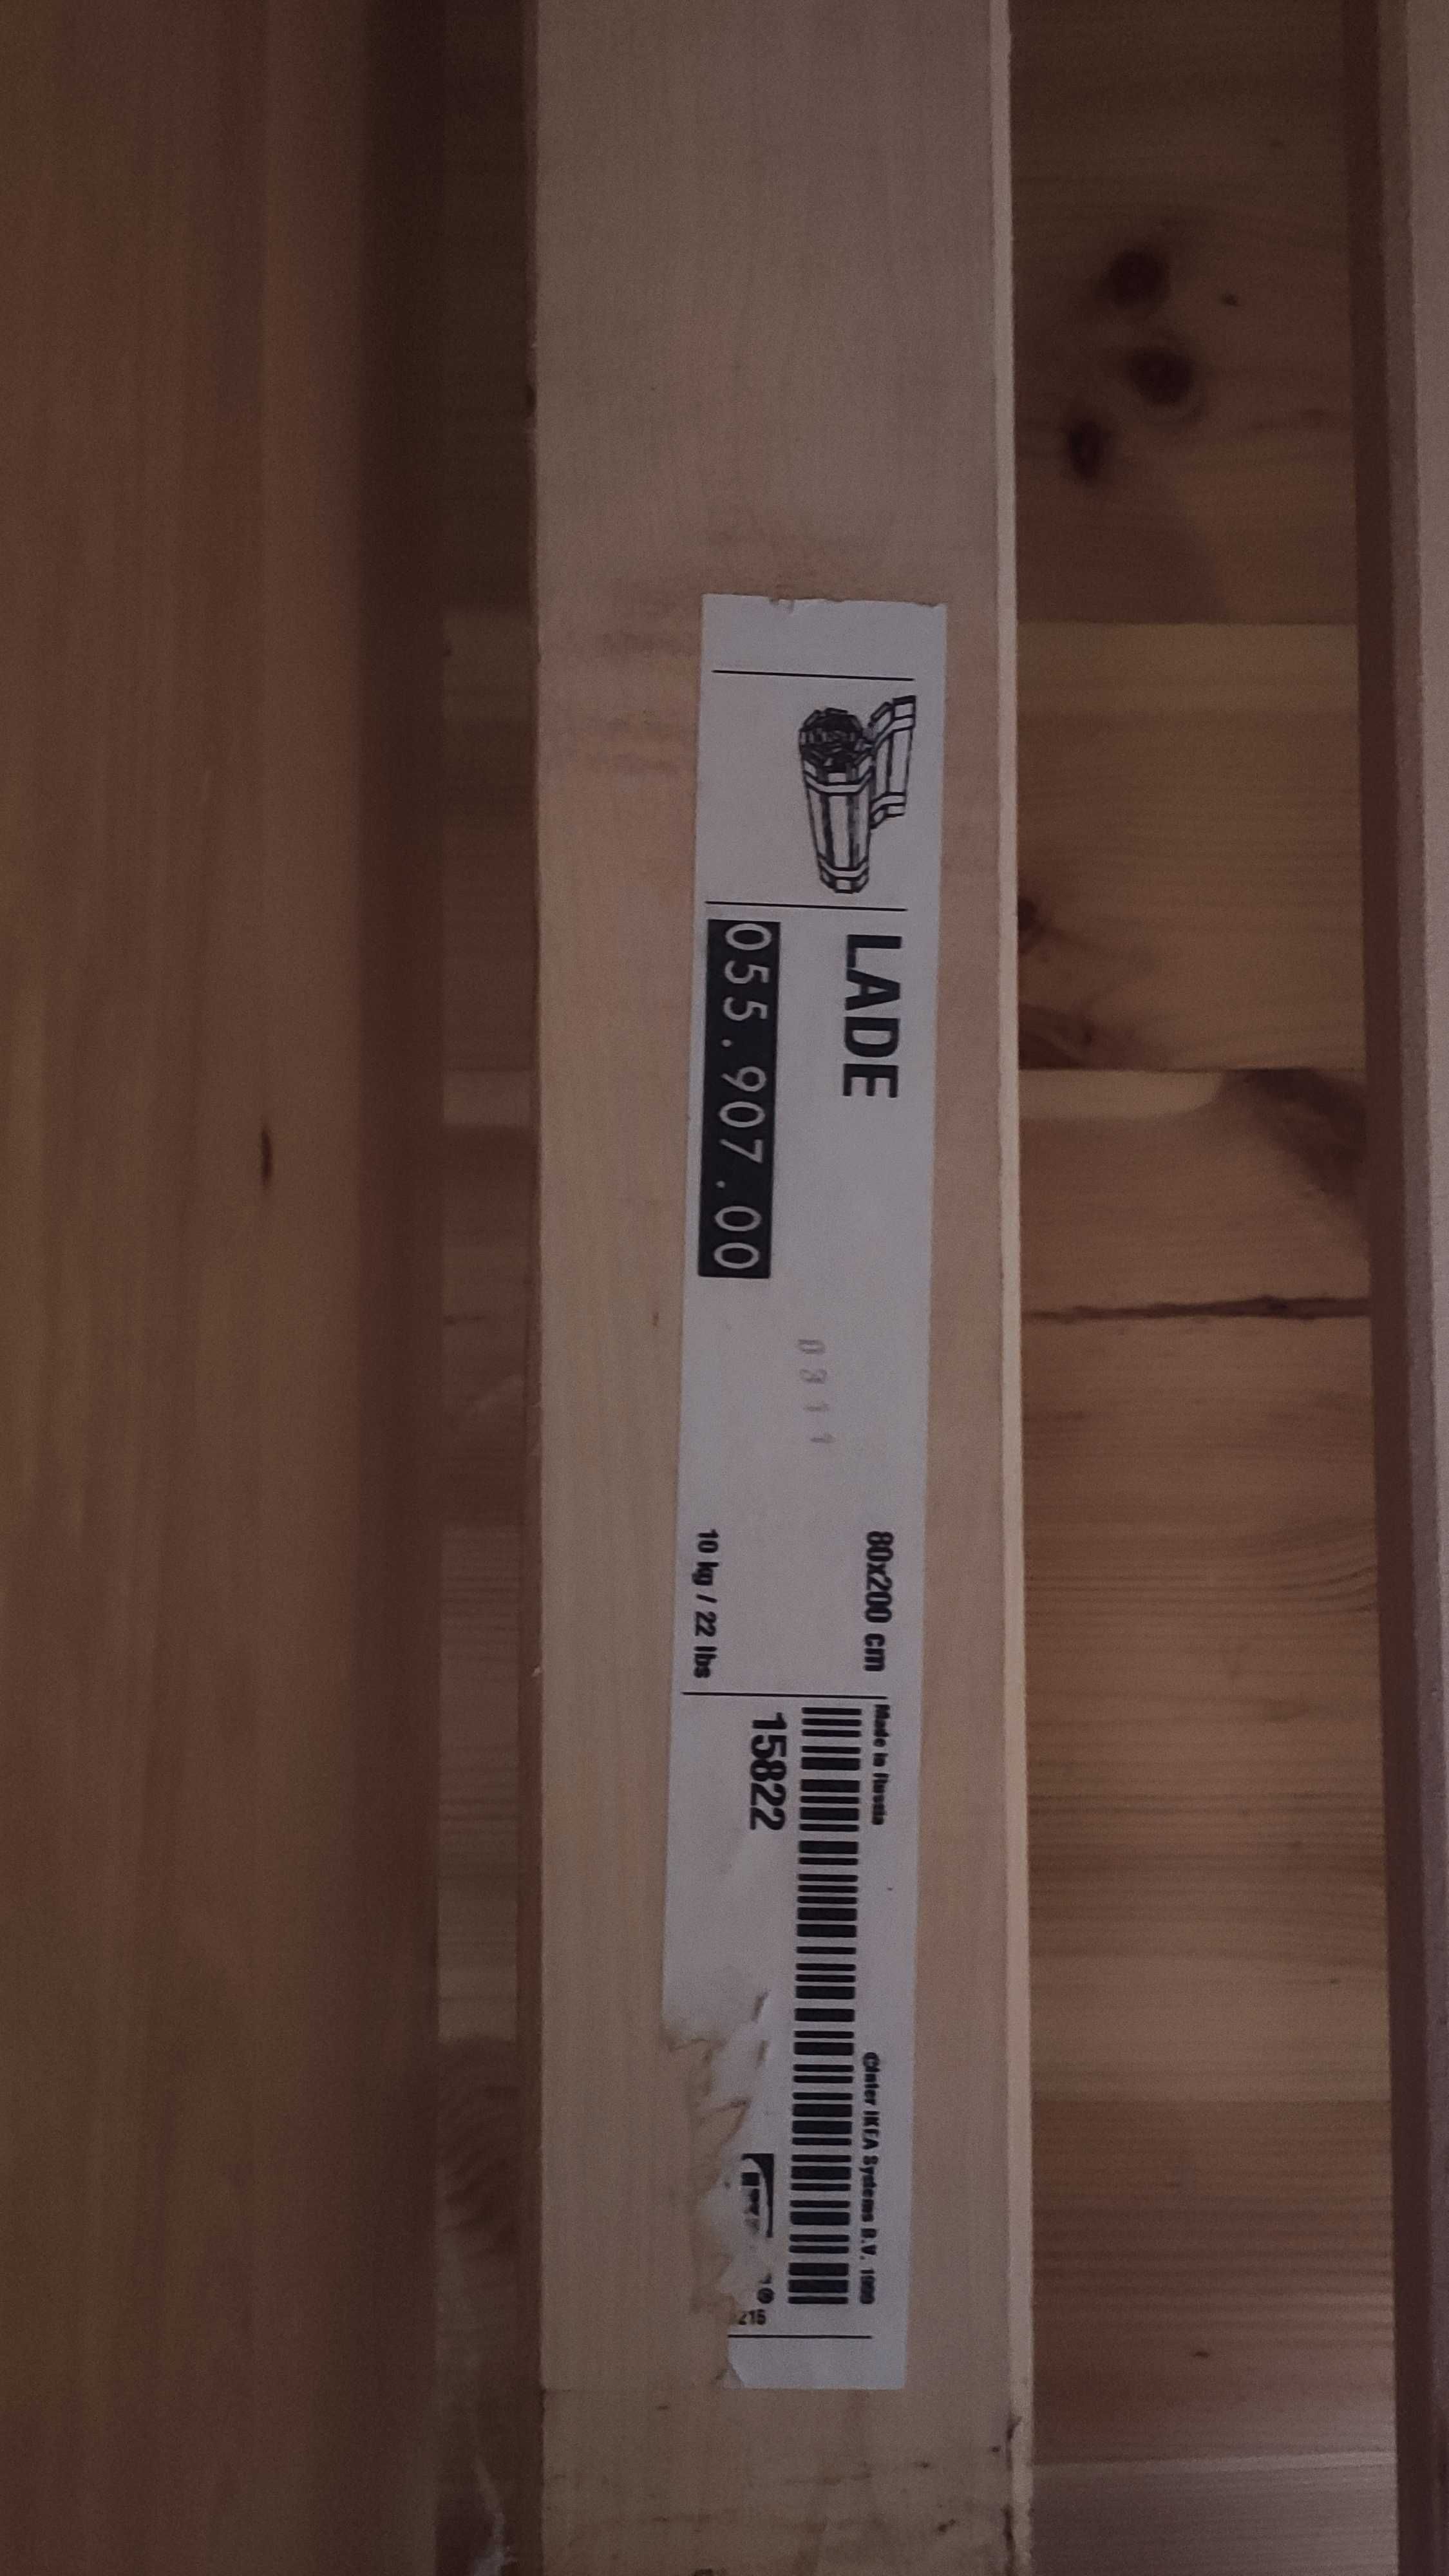 LADE
055.907.00
0311
80x200 cm
10 kg / 22 lbs
Made in Russia
©Inter IKEA Systems B.V. 1999
15822
215